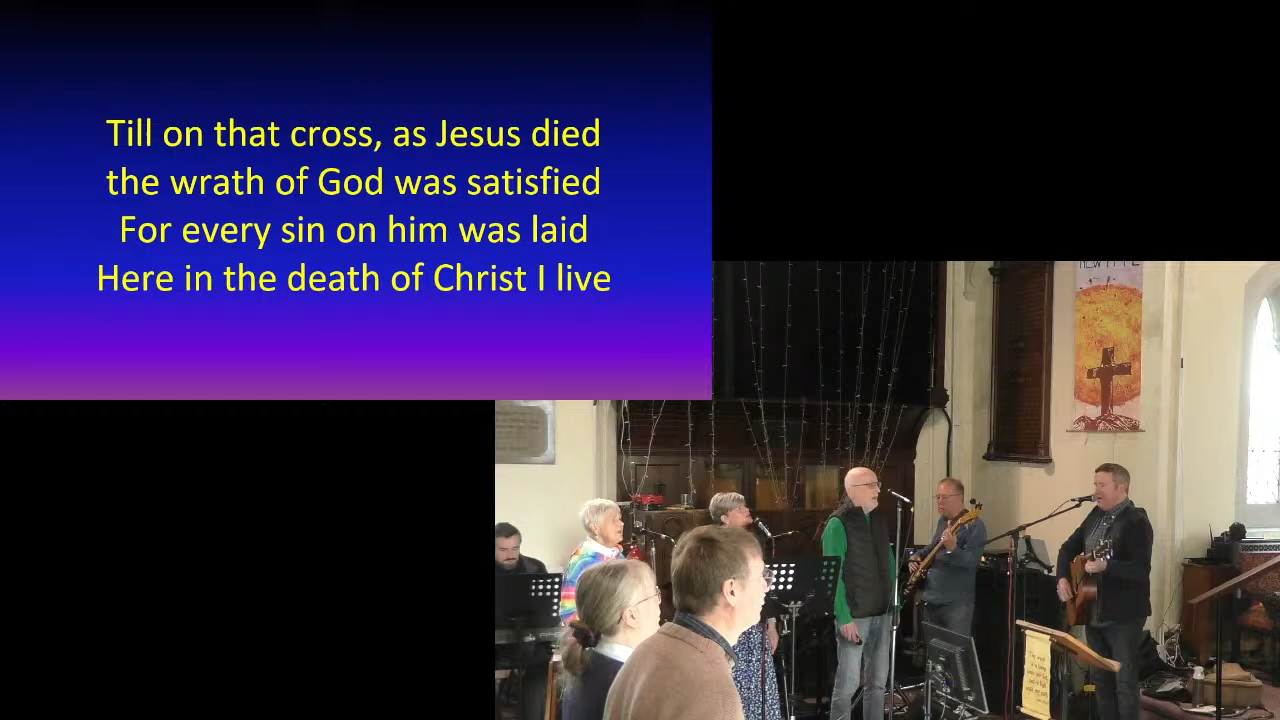 Till on that cross, as Jesus died
the wrath of God was satisfied
For every sin on him was laid
Here in the death of Christ I live